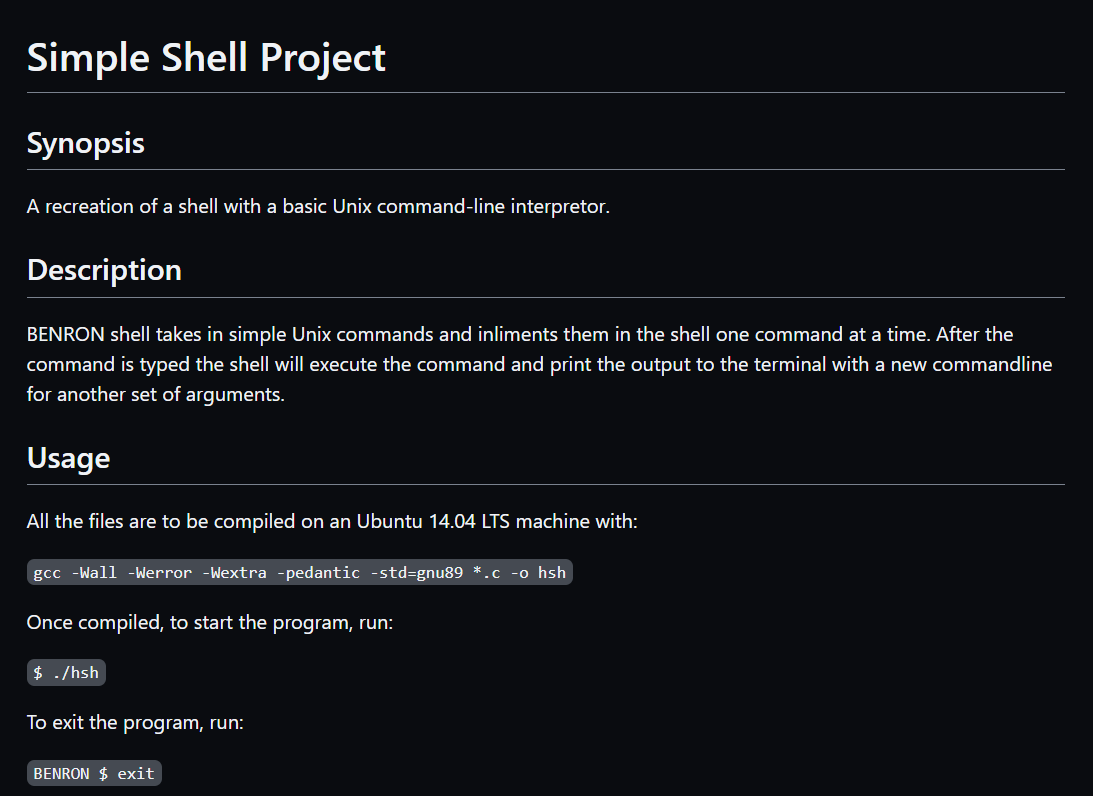 Simple Shell Project
Synopsis
A recreation of a shell with a basic Unix command-line interpretor.
Description
BENRON shell takes in simple Unix commands and inliments them in the shell one command at a time. After the
command is typed the shell will execute the command and print the output to the terminal with a new commandline
for another set of arguments.
Usage
All the files are to be compiled on an Ubuntu 14.04 LTS machine with:
gcc -Wall -Werror -Wextra -pedantic -std=gnu89 *.c -o hsh
Once compiled, to start the program, run:
$ ./hsh
To exit the program, run:
BENRON $ exit